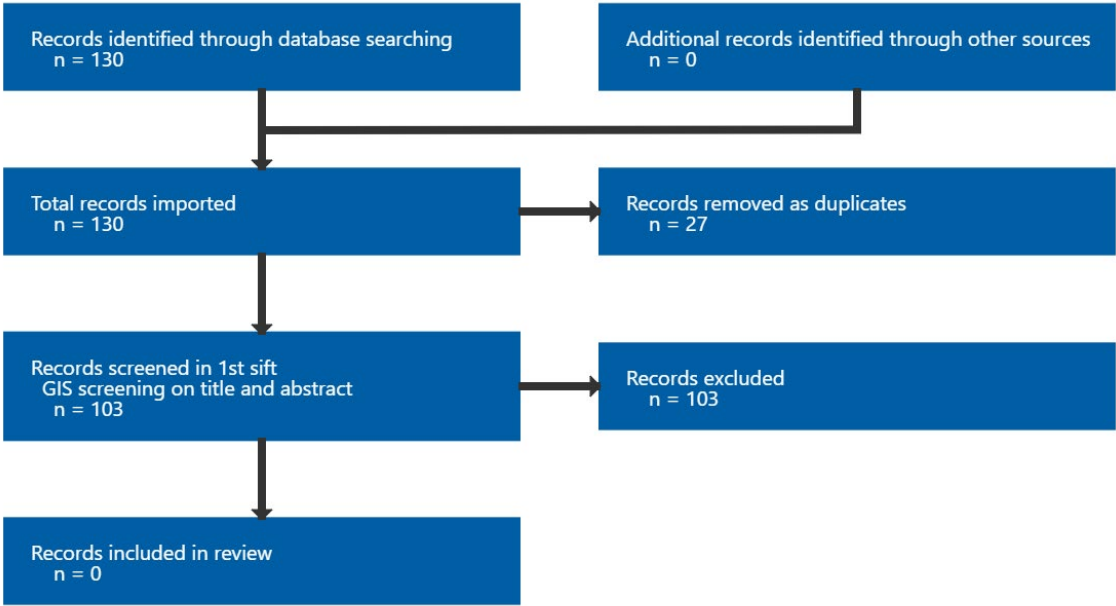 Records identified through database searching
n = 130
Additional records identified through other sources
n = 0
Total records imported
n = 130
Records removed as duplicates
n = 27
Records screened in 1st sift
GIS screening on title and abstract
n = 103
Records excluded
n = 103
Records included in review
n = 0